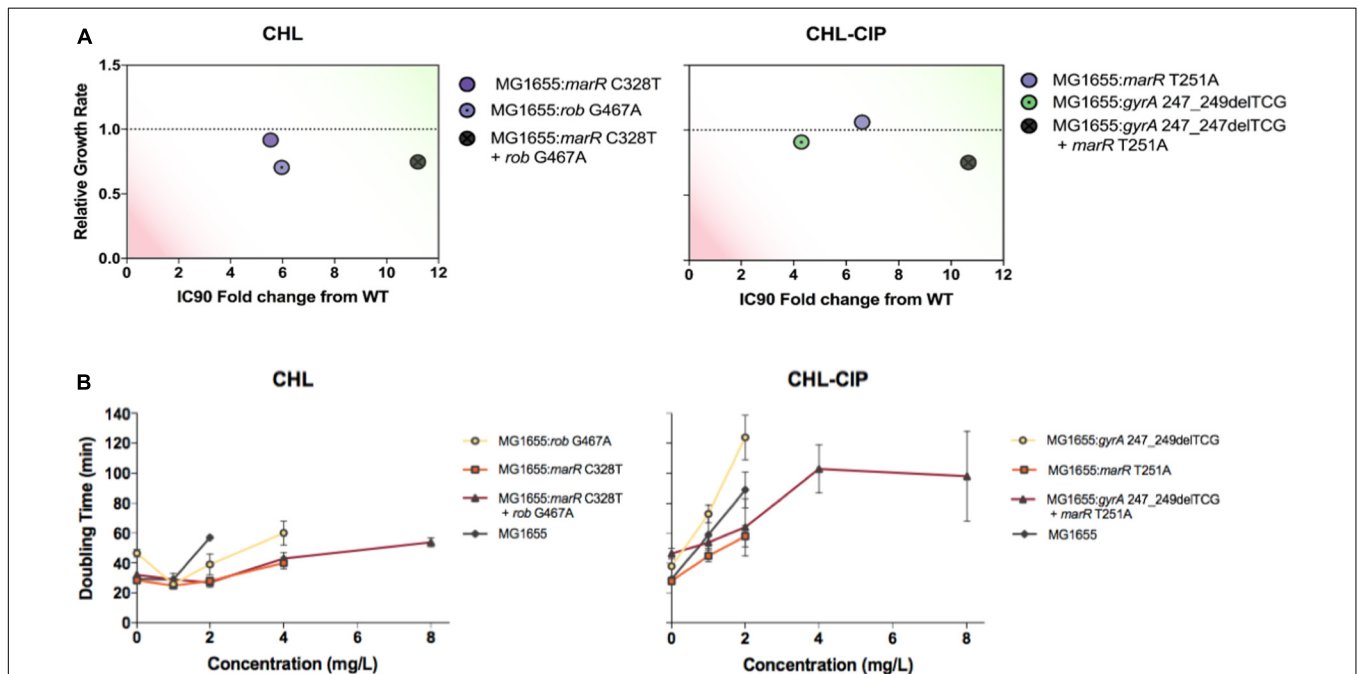 A
CHL
CHL-CIP
Relative Growth Rate
1.5
1.0
0.5
0.0
0 2 4 6 8 10 12
IC90 Fold change from WT
MG1655:marR C328T
MG1655:rob G467A
MG1655:marR C328T
+ rob G467A
0 2 4 6 8 10 12
IC90 Fold change from WT
MG1655:marR T251A
MG1655:gyrA 247_249delTCG
MG1655:gyrA 247_247delTCG
+ marR T251A
B
CHL
CHL-CIP
Doubling Time (min)
140
120
100
80
60
40
20
0
0 2 4 6 8
Concentration (mg/L)
MG1655:rob G467A
MG1655:marR C328T
MG1655:marR C328T
+ rob G467A
MG1655
0 2 4 6 8
Concentration (mg/L)
MG1655:gyrA 247_249delTCG
MG1655:marR T251A
MG1655:gyrA 247_249delTCG
+ marR T251A
MG1655